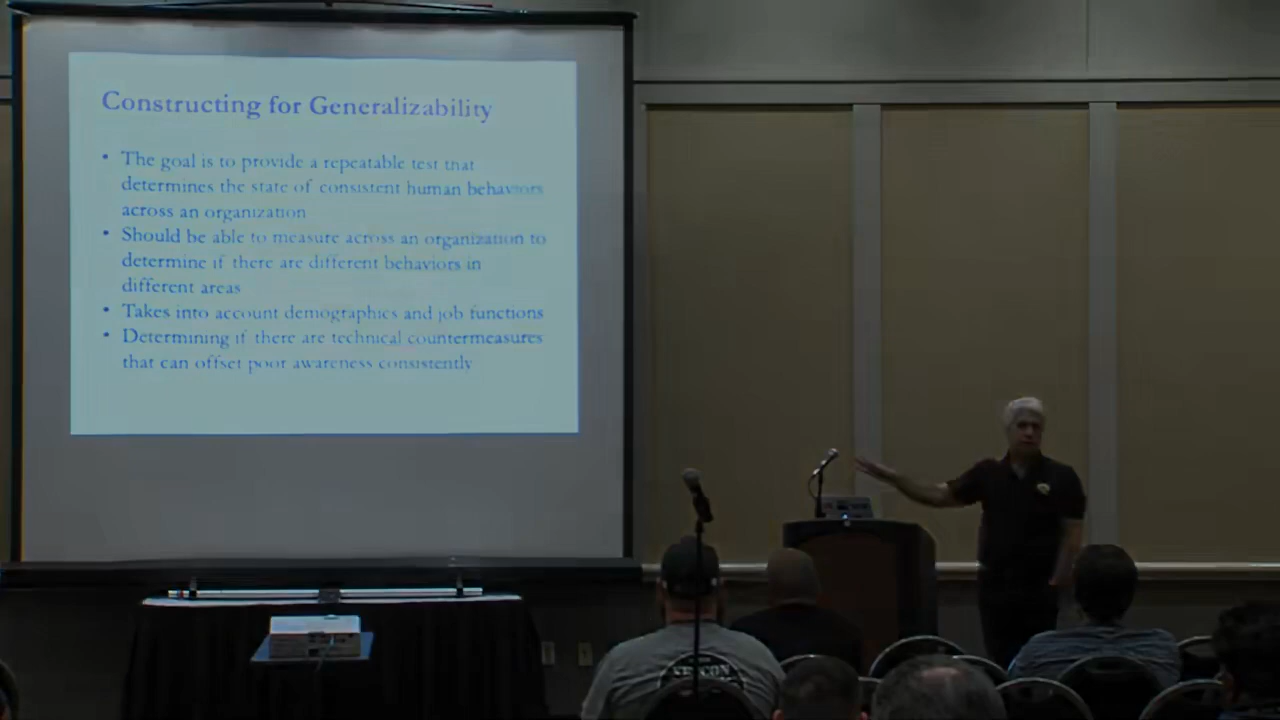 Constructing for Generalizability
• The goal is to provide a repeatable test that
determines the state of consistent human behaviors
across an organization
• Should be able to measure across an organization to
determine if there are different behaviors in
different areas
• Takes into account demographics and job functions
• Determining if there are technical countermeasures
that can offset poor awareness consistently